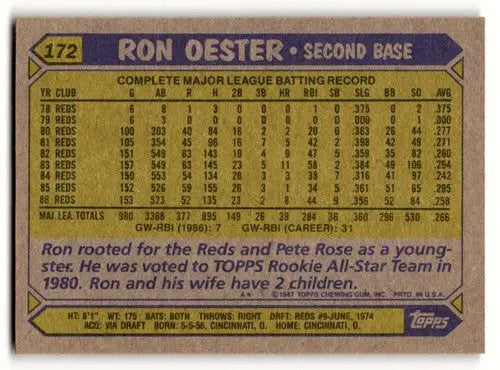 172 RON OESTER • SECOND BASE
COMPLETE MAJOR LEAGUE BATTING RECORD
YR CLUB G AB R H 2B 3B HR RBI SB SLG BB SO AVG
78 REDS 6 8 1 3 0 0 0 1 0 .375 0 2 .375
79 REDS 6 3 0 0 0 0 0 0 0 .000 0 1 .000
80 REDS 100 303 40 84 16 2 2 20 6 .363 26 44 .277
81 REDS 105 354 45 96 16 7 5 42 2 .398 42 49 .271
82 REDS 151 549 63 143 19 4 9 47 5 .359 35 82 .260
83 REDS 157 549 63 145 23 5 11 58 2 .384 49 106 .264
84 REDS 150 553 54 134 26 3 3 38 7 .316 41 97 .242
85 REDS 152 526 59 155 26 3 1 34 5 .361 51 65 .295
86 REDS 153 523 52 135 23 2 8 44 9 .356 52 84 .258
MAJ. LEA. TOTALS 980 3368 377 895 149 26 39 284 36 .360 296 530 .266
GW-RBI (1986): 7 GW-RBI (CAREER): 31
Ron rooted for the Reds and Pete Rose as a young-
ster. He was voted to TOPPS Rookie All-Star Team in
1980. Ron and his wife have 2 children.
A* ©1987 TOPPS CHEWING GUM, INC. PRTD. IN U.S.A.
HT: 6'1" WT: 175 BATS: BOTH THROWS: RIGHT DRFT: REDS #9-JUNE, 1974
ACQ: VIA DRAFT BORN: 5-5-56, CINCINNATI, O. HOME: CINCINNATI, O.
Topps